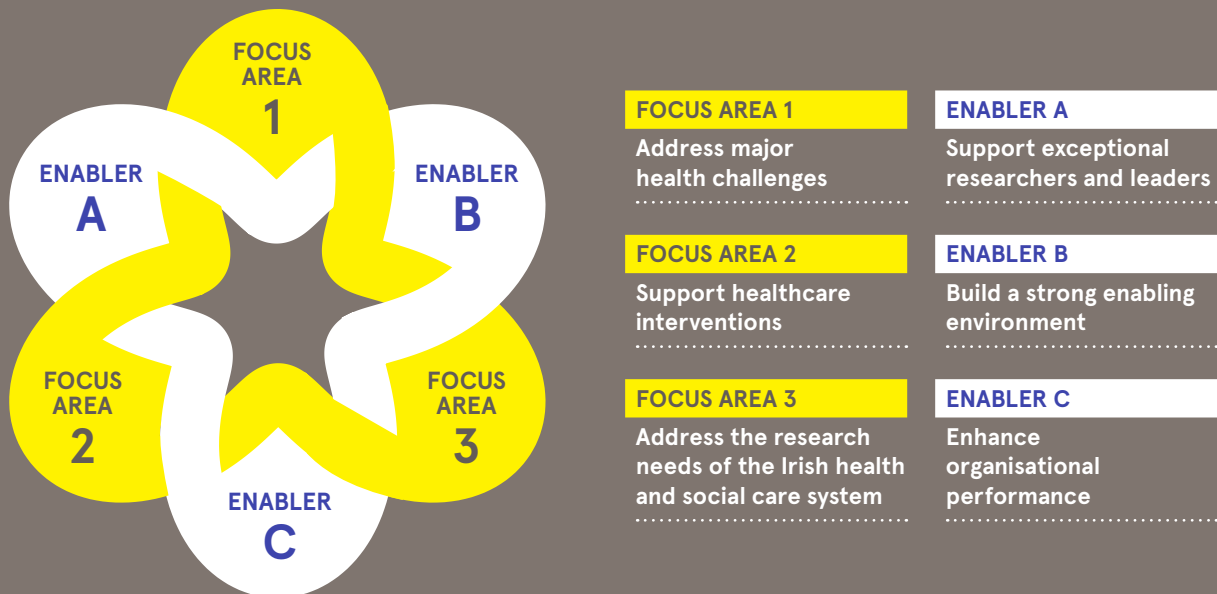 FOCUS
AREA
1
ENABLER
A
ENABLER
B
FOCUS
AREA
2
FOCUS
AREA
3
ENABLER
C
FOCUS AREA 1
Address major
health challenges
ENABLER A
Support exceptional
researchers and leaders
FOCUS AREA 2
Support healthcare
interventions
ENABLER B
Build a strong enabling
environment
FOCUS AREA 3
Address the research
needs of the Irish health
and social care system
ENABLER C
Enhance
organisational
performance